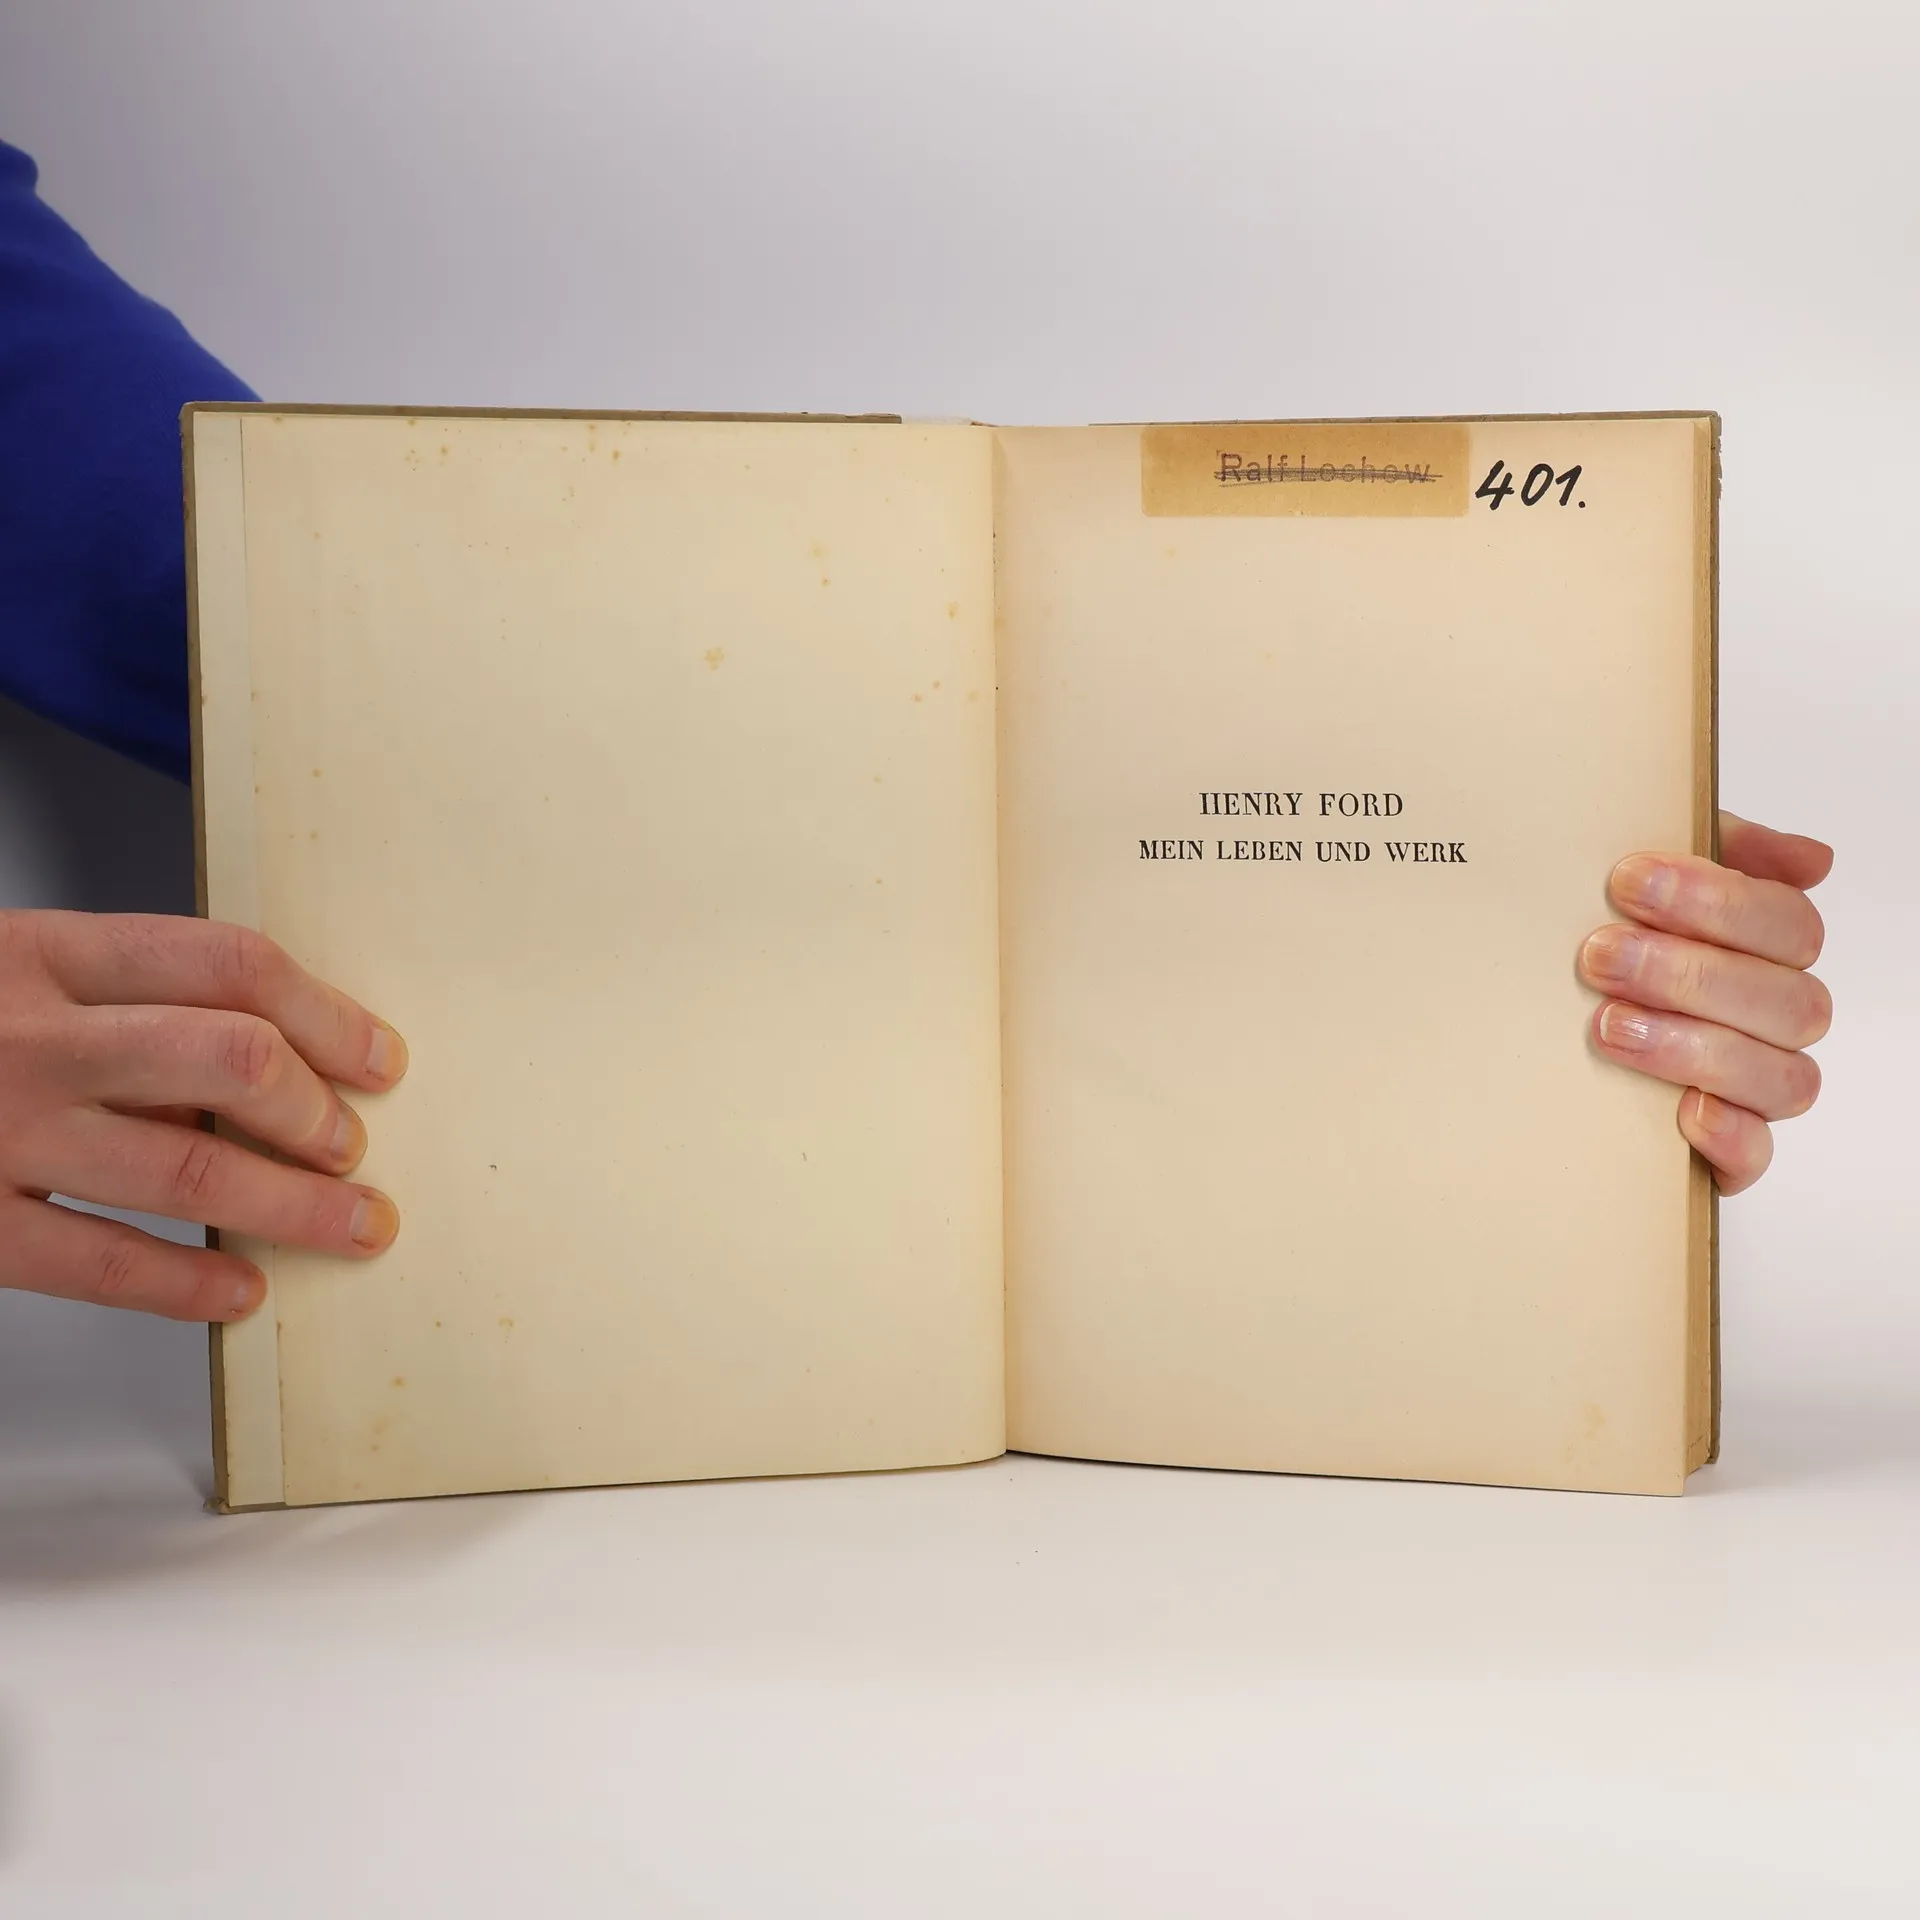 Ralf Lochow
401.
HENRY FORD
MEIN LEBEN UND WERK